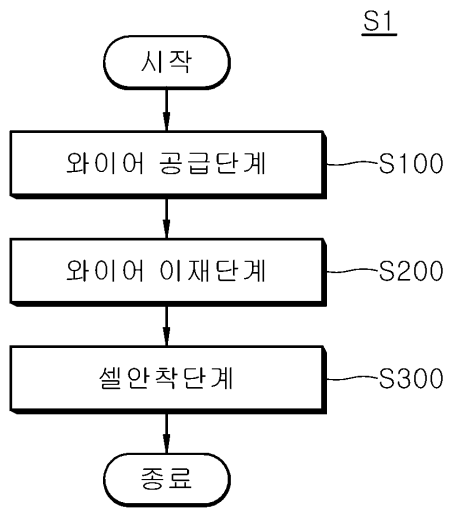 S1
시작
와이어 공급단계 S100
와이어 이재단계 S200
셀안착단계 S300
종료